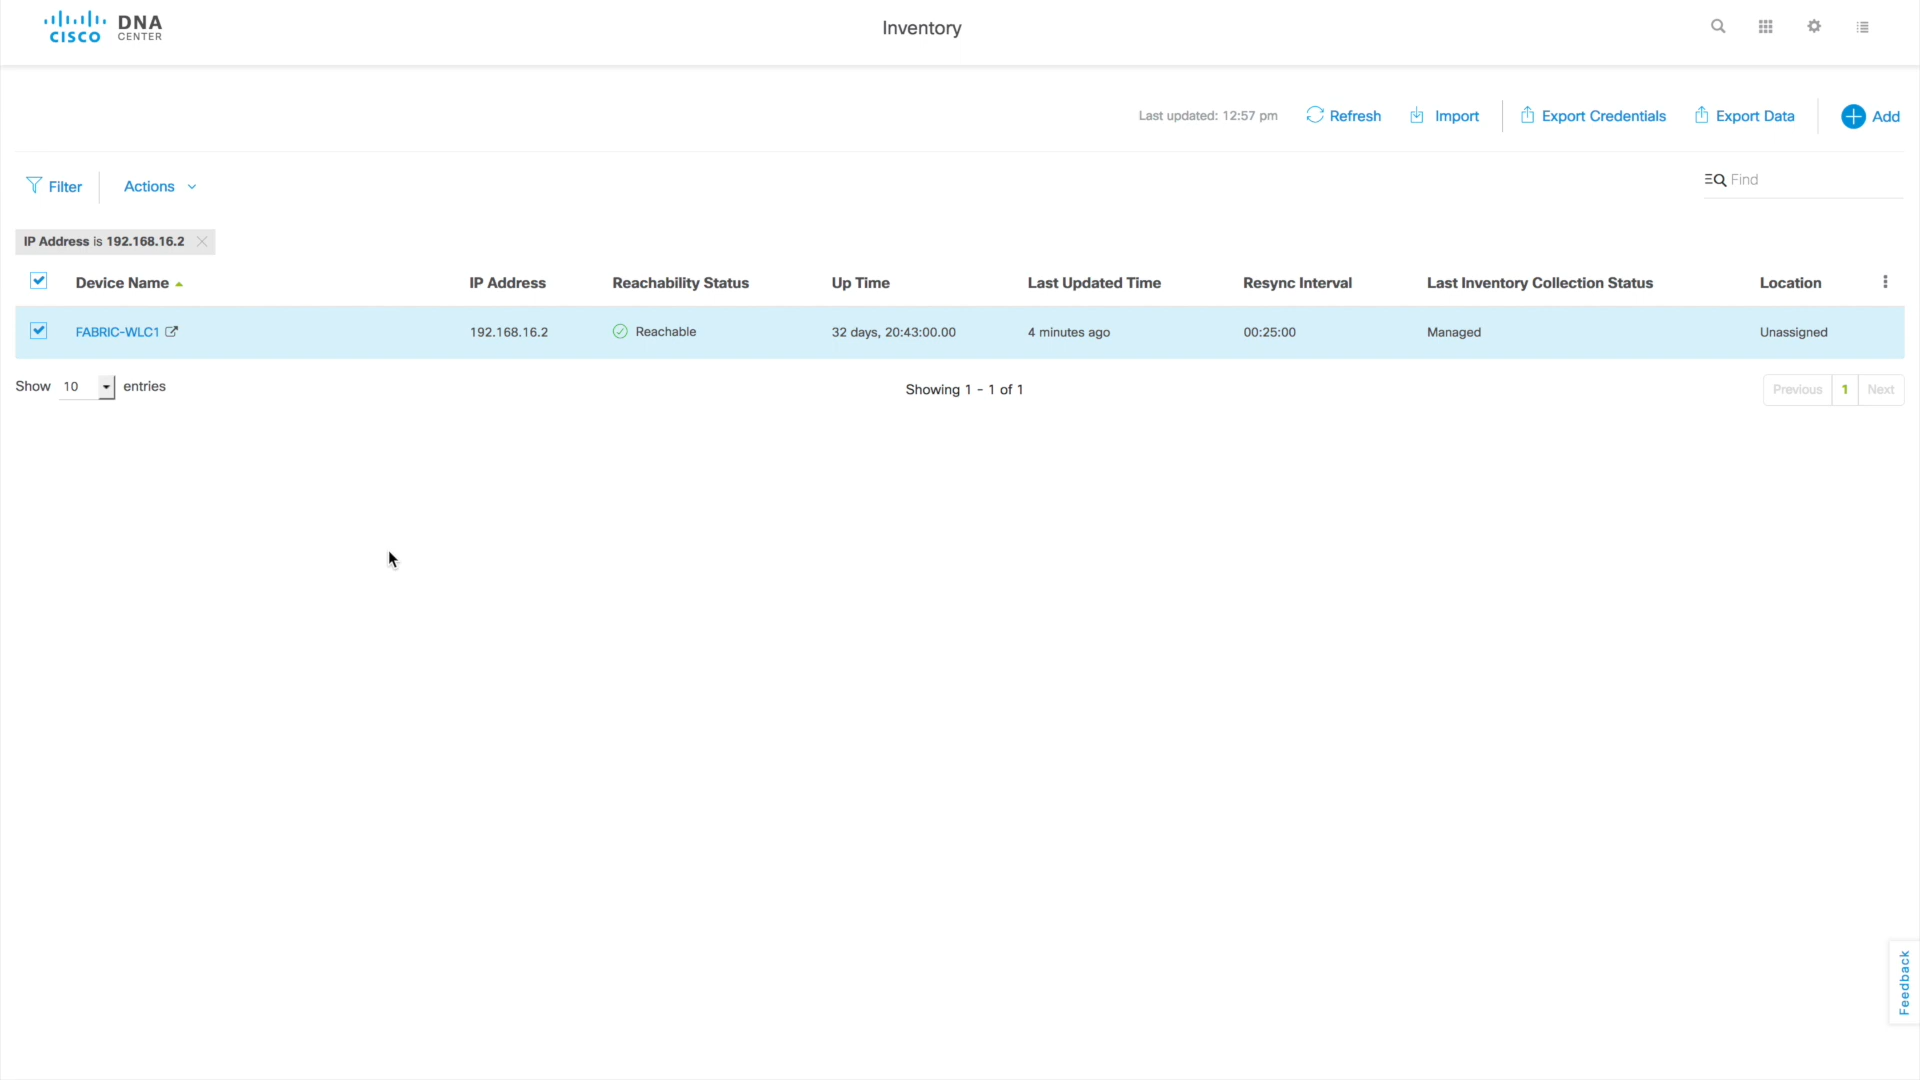 CISCO DNA CENTER
Inventory
Last updated: 12:57 pm Refresh Import Export Credentials Export Data Add
Filter Actions Find
IP Address is 192.168.16.2
Device Name IP Address Reachability Status Up Time Last Updated Time Resync Interval Last Inventory Collection Status Location
FABRIC-WLC1 192.168.16.2 Reachable 32 days, 20:43:00.00 4 minutes ago 00:25:00 Managed Unassigned
Show 10 entries Showing 1 - 1 of 1 Previous 1 Next
Feedback